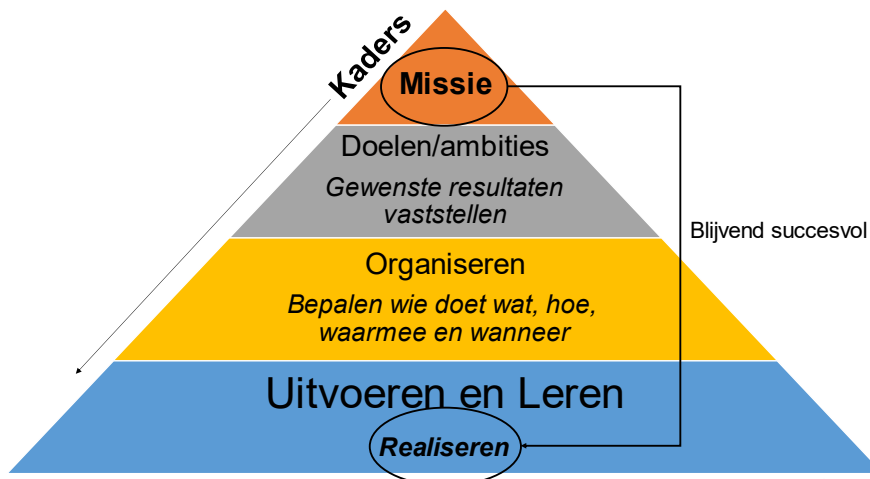 Kaders
Missie
Doelen/ambities
Gewenste resultaten
vaststellen
Blijvend succesvol
Organiseren
Bepalen wie doet wat, hoe,
waarmee en wanneer
Uitvoeren en Leren
Realiseren